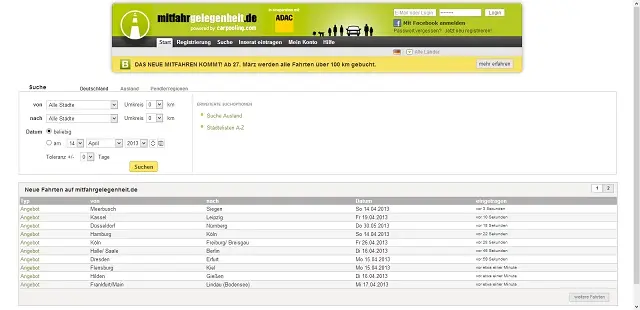 mitfahrgelegenheit.de
powered by carpooling.com
ADAC
E-Mail oder Login
Login
Mit Facebook anmelden
Passwort vergessen? Jetzt neu registrieren!
Start Registrierung Suche Inserat eintragen Mein Konto Hilfe
Alle Länder
DAS NEUE MITFAHREN KOMMT! Ab 27. März werden alle Fahrten über 100 km gebucht. mehr erfahren
Suche Deutschland Ausland Pendlerregionen
von Alle Städte Umkreis 0 km
nach Alle Städte Umkreis 0 km
Datum beliebig
am 14 April 2013
Toleranz +/- 0 Tage
Suchen
ERWEITERTE SUCHOPTIONEN
Suche Ausland
Städtelisten A-Z
Neue Fahrten auf mitfahrgelegenheit.de 1 2
Typ von nach Datum eingetragen
Angebot Meerbusch Siegen So 14.04.2013 vor 3 Sekunden
Angebot Kassel Leipzig Fr 19.04.2013 vor 18 Sekunden
Angebot Düsseldorf Nürnberg Do 30.05.2013 vor 18 Sekunden
Angebot Hamburg Köln So 14.04.2013 vor 22 Sekunden
Angebot Köln Freiburg/ Breisgau Fr 26.04.2013 vor 28 Sekunden
Angebot Halle/ Saale Berlin Di 16.04.2013 vor 46 Sekunden
Angebot Dresden Erfurt Mo 15.04.2013 vor 58 Sekunden
Angebot Flensburg Kiel Mo 15.04.2013 vor etwa einer Minute
Angebot Hilden Gießen Di 16.04.2013 vor etwa einer Minute
Angebot Frankfurt/Main Lindau (Bodensee) Mi 17.04.2013 vor etwa einer Minute
weitere Fahrten